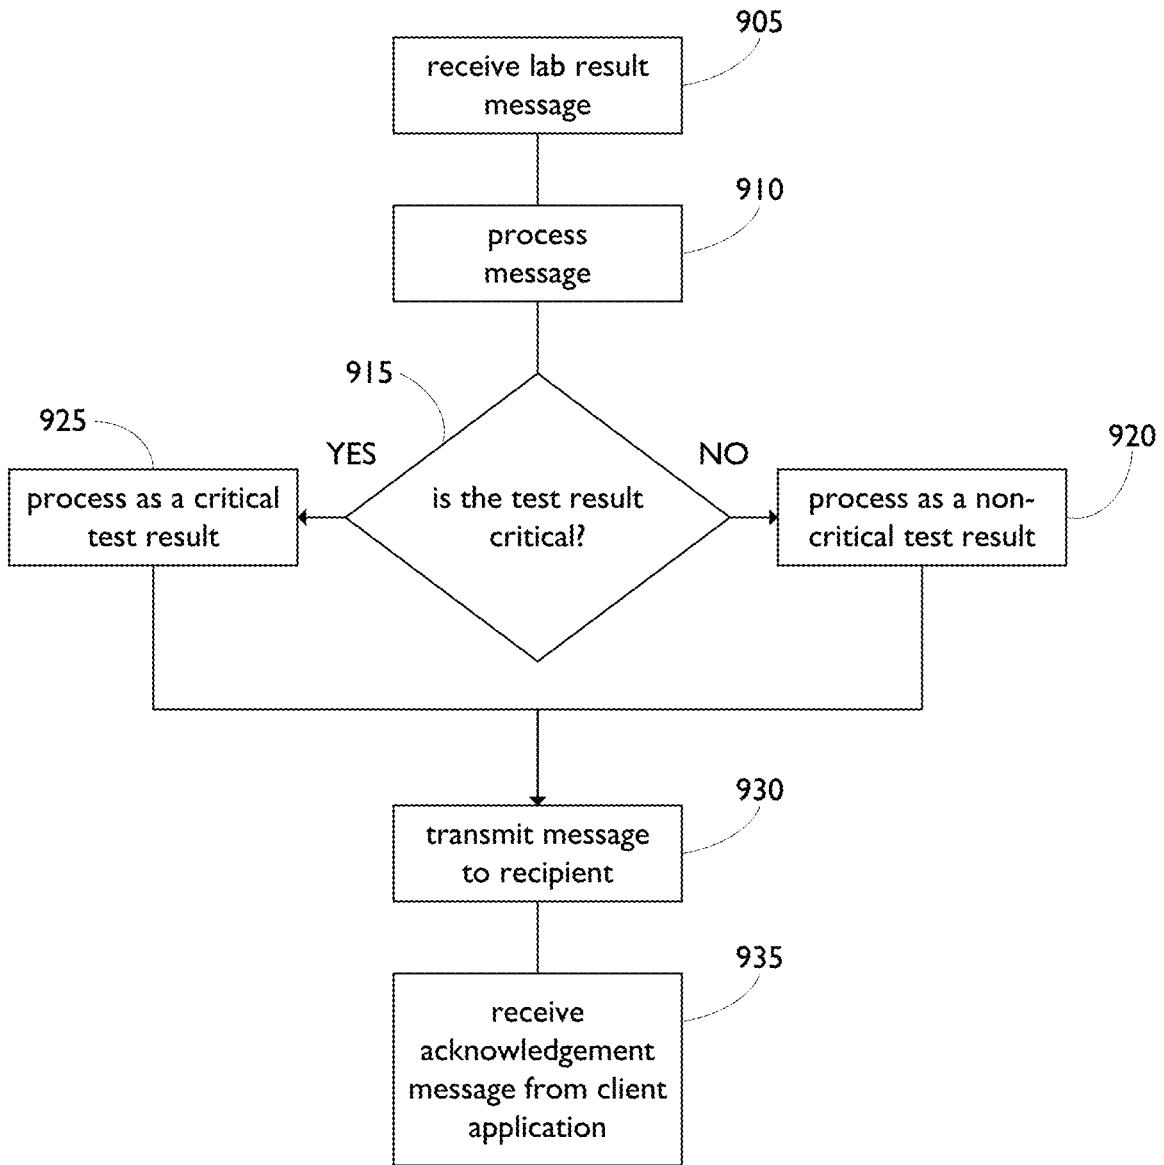 905
receive lab result
message
910
process
message
915
925
YES
NO
920
process as a critical
test result
is the test result
critical?
process as a non-
critical test result
930
transmit message
to recipient
935
receive
acknowledgement
message from client
application